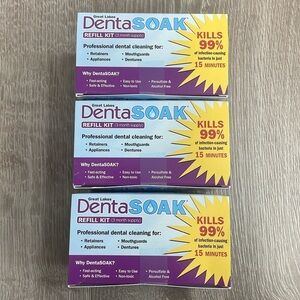 Great Lakes
DentaSOAK
REFILL KIT (3 month supply)
Professional dental cleaning for:
• Retainers • Mouthguards
• Appliances • Dentures
Why DentaSOAK?
• Fast-acting • Easy to Use • Persulfate &
• Safe & Effective • Non-toxic Alcohol Free
KILLS
99%
of infection-causing
bacteria in just
15 MINUTES
Great Lakes
DentaSOAK
REFILL KIT (3 month supply)
Professional dental cleaning for:
• Retainers • Mouthguards
• Appliances • Dentures
Why DentaSOAK?
• Fast-acting • Easy to Use • Persulfate &
• Safe & Effective • Non-toxic Alcohol Free
KILLS
99%
of infection-causing
bacteria in just
15 MINUTES
Great Lakes
DentaSOAK
REFILL KIT (3 month supply)
Professional dental cleaning for:
• Retainers • Mouthguards
• Appliances • Dentures
Why DentaSOAK?
• Fast-acting • Easy to Use • Persulfate &
• Safe & Effective • Non-toxic Alcohol Free
KILLS
99%
of infection-causing
bacteria in just
15 MINUTES